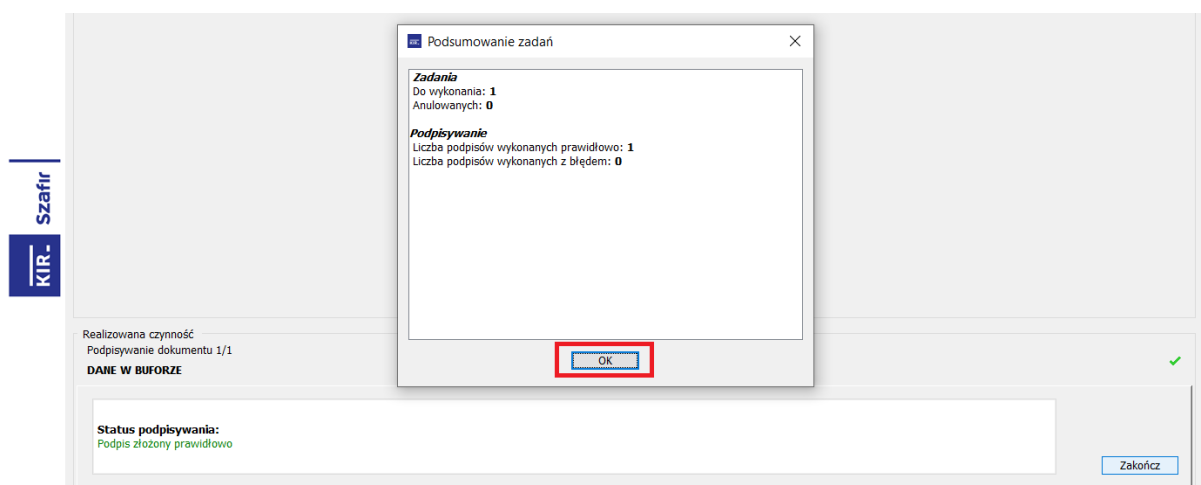 Podsumowanie zadań
Zadania
Do wykonania: 1
Anulowanych: 0
Podpisywanie
Liczba podpisów wykonanych prawidłowo: 1
Liczba podpisów wykonanych z błędem: 0
OK
KIR. Szafir
Realizowana czynność
Podpisywanie dokumentu 1/1
DANE W BUFORZE
Status podpisywania:
Podpis złożony prawidłowo
Zakończ